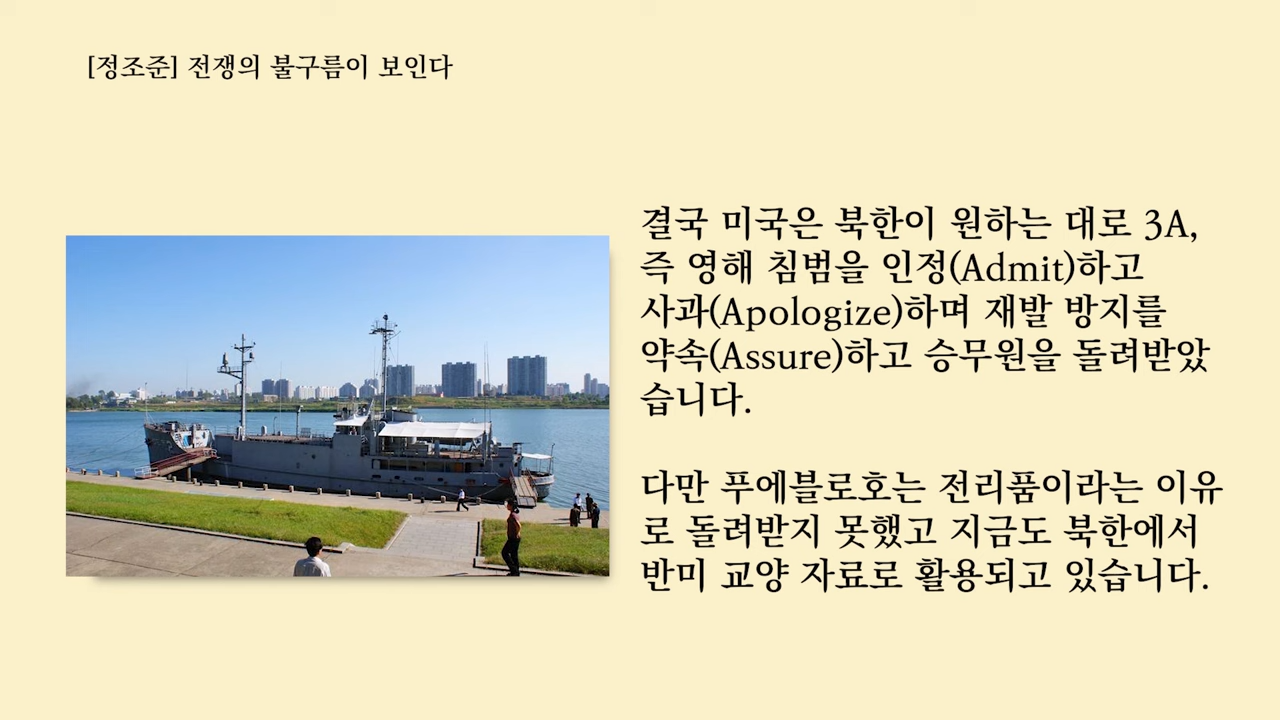 [정조준] 전쟁의 불구름이 보인다
결국 미국은 북한이 원하는 대로 3A,
즉 영해 침범을 인정(Admit)하고
사과(Apologize)하며 재발 방지를
약속(Assure)하고 승무원을 돌려받았
습니다.
다만 푸에블로호는 전리품이라는 이유
로 돌려받지 못했고 지금도 북한에서
반미 교양 자료로 활용되고 있습니다.